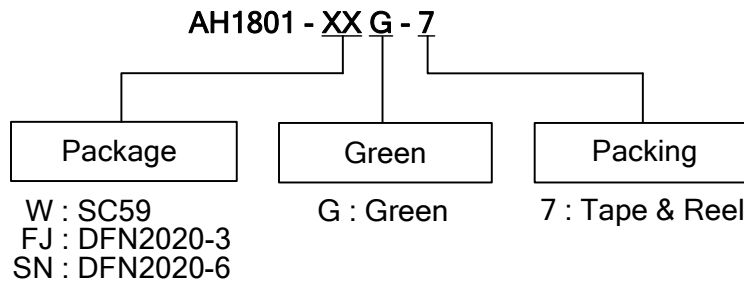 AH1801 - XX G - 7
Package
Green
Packing
W : SC59
FJ : DFN2020-3
SN : DFN2020-6
G : Green
7 : Tape & Reel